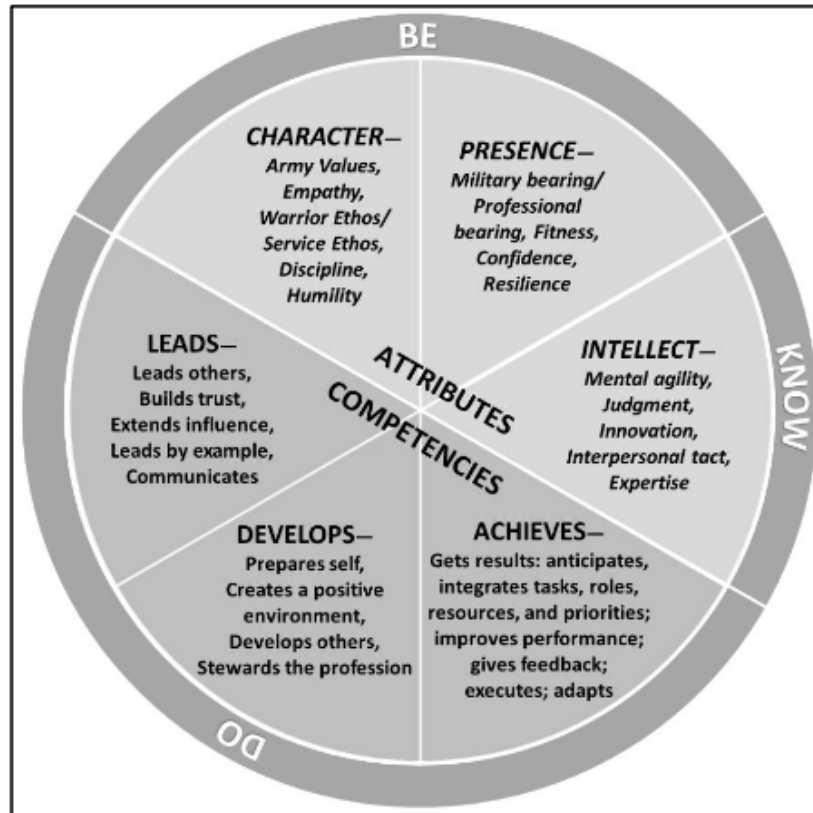 BE
CHARACTER—
Army Values,
Empathy,
Warrior Ethos/
Service Ethos,
Discipline,
Humility
PRESENCE—
Military bearing/
Professional
bearing, Fitness,
Confidence,
Resilience
INTELLECT—
Mental agility,
Judgment,
Innovation,
Interpersonal tact,
Expertise
KNOW
ATTRIBUTES
COMPETENCIES
LEADS—
Leads others,
Builds trust,
Extends influence,
Leads by example,
Communicates
DEVELOPS—
Prepares self,
Creates a positive
environment,
Develops others,
Stewards the profession
ACHIEVES—
Gets results: anticipates,
integrates tasks, roles,
resources, and priorities;
improves performance;
gives feedback;
executes; adapts
DO